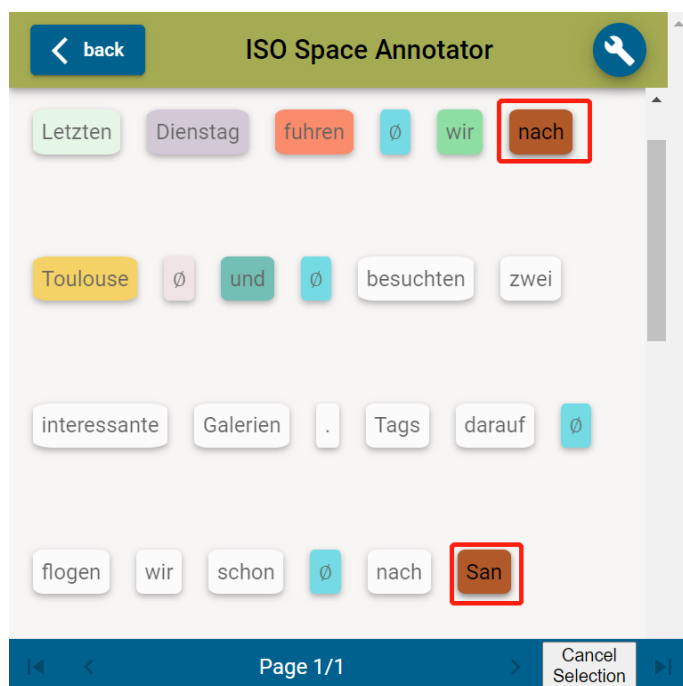 back ISO Space Annotator
Letzten Dienstag fuhren Ø wir nach
Toulouse Ø und Ø besuchten zwei
interessante Galerien . Tags darauf Ø
flogen wir schon Ø nach San
Page 1/1 Cancel
Selection